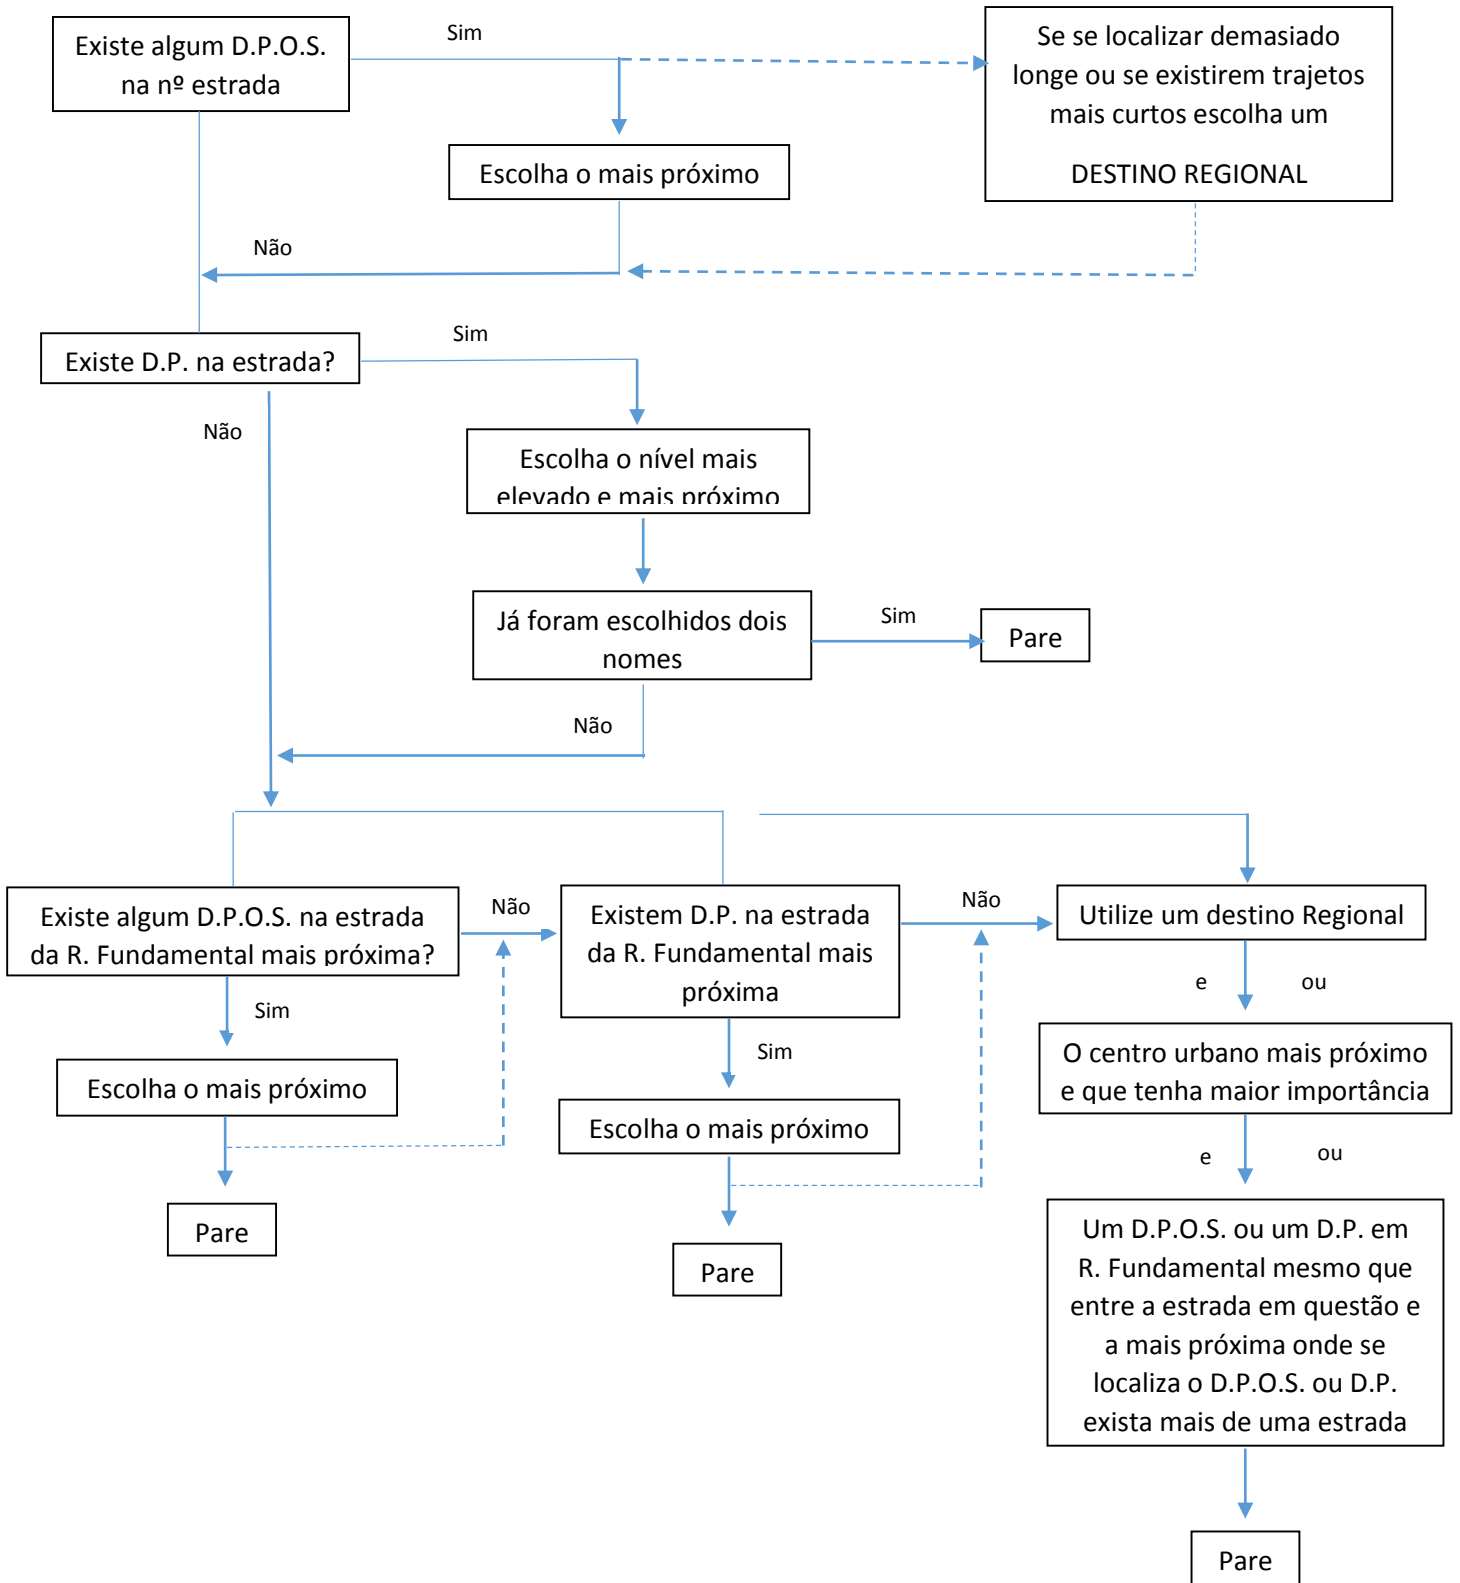 Existe algum D.P.O.S.
na nº estrada
Sim
Se se localizar demasiado
longe ou se existirem trajetos
mais curtos escolha um
DESTINO REGIONAL
Escolha o mais próximo
Não
Existe D.P. na estrada?
Sim
Não
Escolha o nível mais
elevado e mais próximo
Já foram escolhidos dois
nomes
Sim
Pare
Não
Existe algum D.P.O.S. na estrada
da R. Fundamental mais próxima?
Não
Existem D.P. na estrada
da R. Fundamental mais
próxima
Não
Utilize um destino Regional
Sim
e
ou
Escolha o mais próximo
Sim
O centro urbano mais próximo
e que tenha maior importância
Escolha o mais próximo
e
ou
Pare
Pare
Um D.P.O.S. ou um D.P. em
R. Fundamental mesmo que
entre a estrada em questão e
a mais próxima onde se
localiza o D.P.O.S. ou D.P.
exista mais de uma estrada
Pare